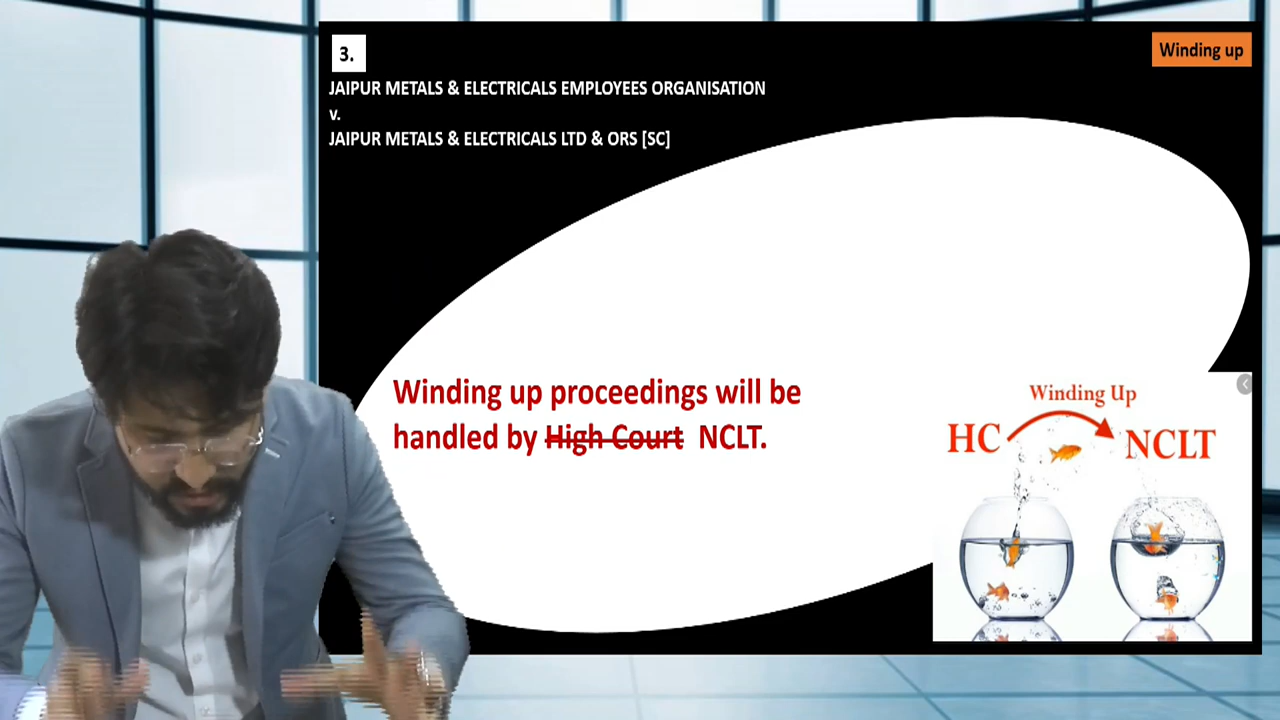 3.
Winding up
JAIPUR METALS & ELECTRICALS EMPLOYEES ORGANISATION
v.
JAIPUR METALS & ELECTRICALS LTD & ORS [SC]
Winding up proceedings will be
handled by High Court NCLT.
Winding Up
HC
NCLT